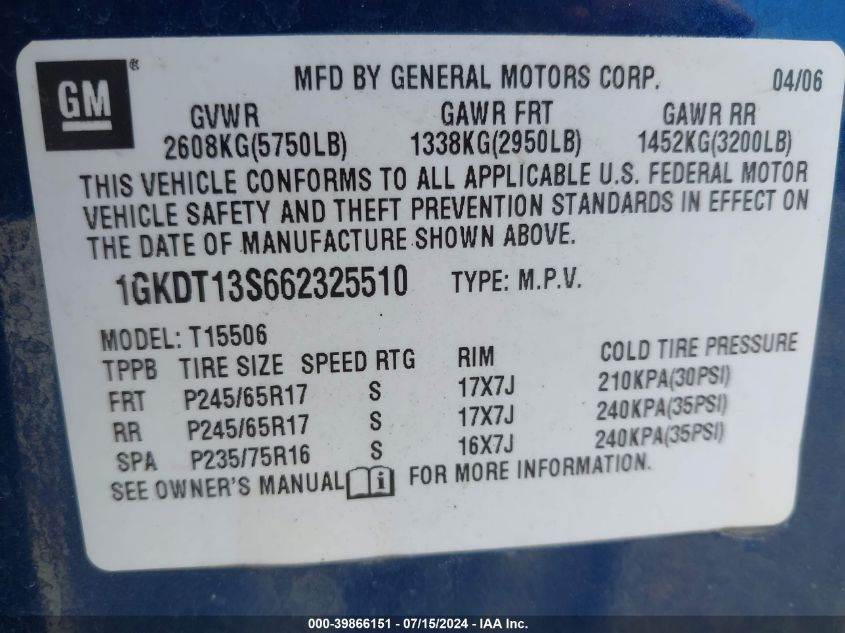 GM ® MFD BY GENERAL MOTORS CORP. 04/06
GVWR GAWR FRT GAWR RR
2608KG(5750LB) 1338KG(2950LB) 1452KG(3200LB)
THIS VEHICLE CONFORMS TO ALL APPLICABLE U.S. FEDERAL MOTOR
VEHICLE SAFETY AND THEFT PREVENTION STANDARDS IN EFFECT ON
THE DATE OF MANUFACTURE SHOWN ABOVE.
1GKDT13S662325510 TYPE: M.P.V.
MODEL: T15506
TPPB TIRE SIZE SPEED RTG RIM COLD TIRE PRESSURE
FRT P245/65R17 S 17X7J 210KPA(30PSI)
RR P245/65R17 S 17X7J 240KPA(35PSI)
SPA P235/75R16 S 16X7J 240KPA(35PSI)
SEE OWNER'S MANUAL i FOR MORE INFORMATION.
000-39866151 / 07/15/2024 - IAA Inc.